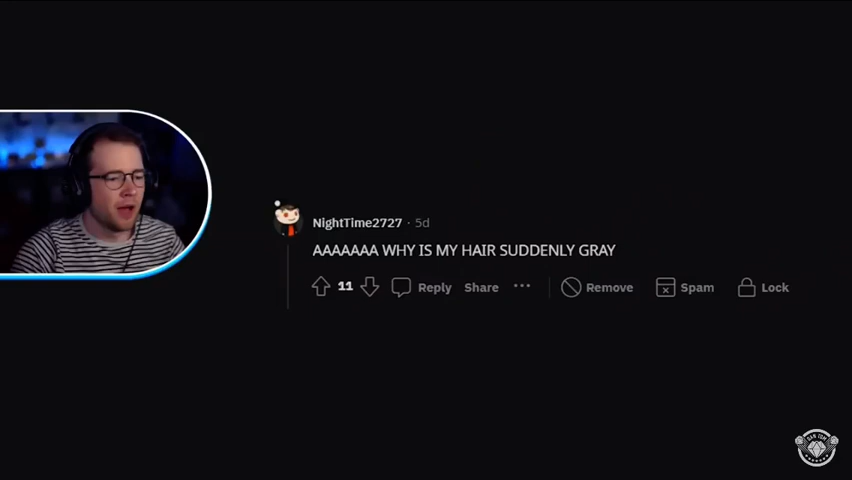 NightTime2727 · 5d
AAAAAAA WHY IS MY HAIR SUDDENLY GRAY
11 Reply Share ··· Remove Spam Lock